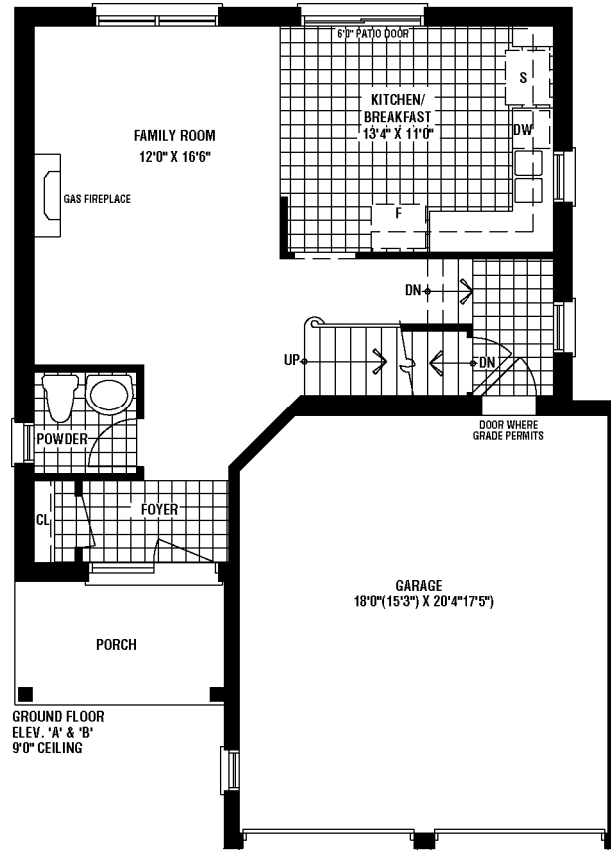 6'0" PATIO DOOR
S
KITCHEN/
BREAKFAST
13'4" X 11'0"
DW
FAMILY ROOM
12'0" X 16'6"
GAS FIREPLACE
F
DN
UP
DN
DOOR WHERE
GRADE PERMITS
POWDER
CL
FOYER
GARAGE
18'0"(15'3") X 20'4"17'5")
PORCH
GROUND FLOOR
ELEV. 'A' & 'B'
9'0" CEILING